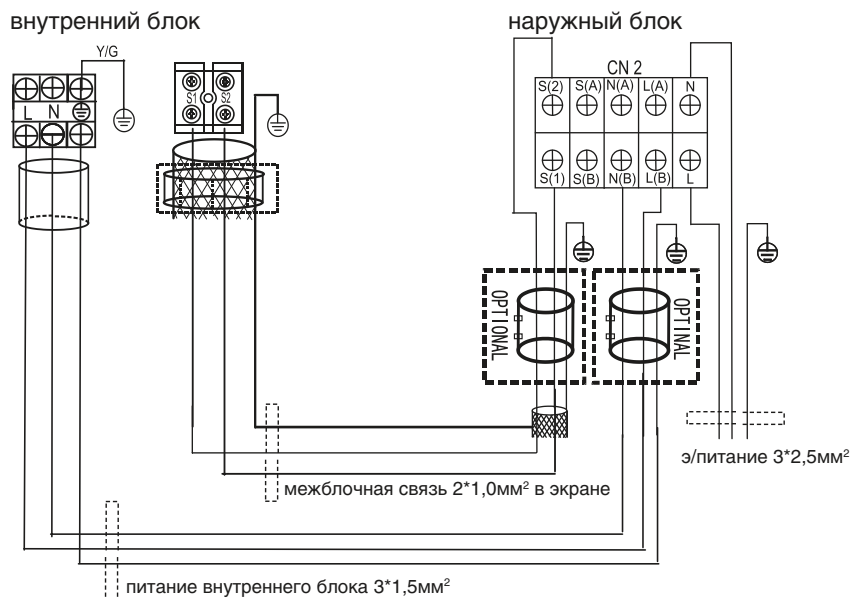 внутренний блок
наружный блок
Y/G
L N
S1 S2
CN 2
S(2) S(A) N(A) L(A) N
S(1) S(B) N(B) L(B) L
OPTIONAL
OPTINAL
э/питание 3*2,5мм²
межблочная связь 2*1,0мм² в экране
питание внутреннего блока 3*1,5мм²